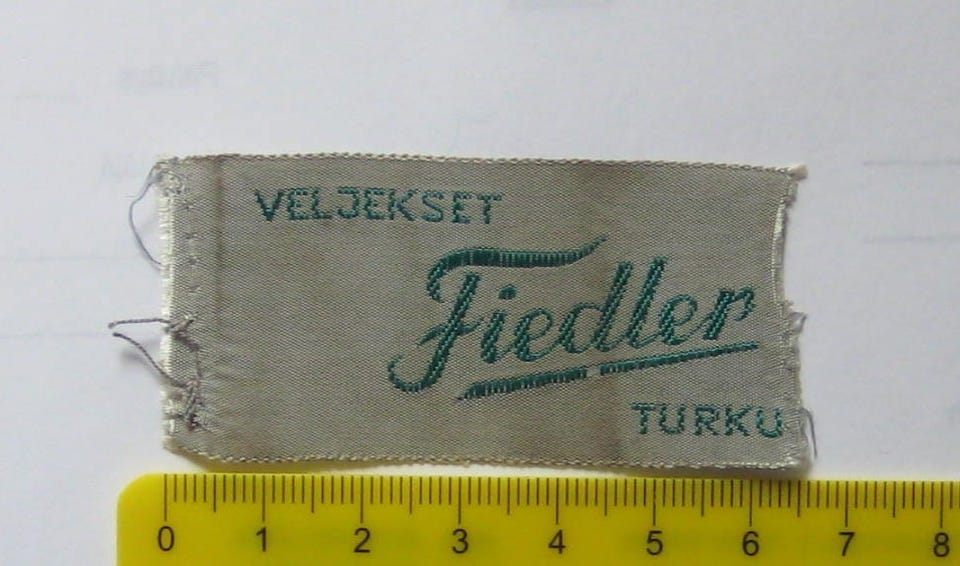 VELJEKSET
Fiedler
TURKU
0 1 2 3 4 5 6 7 8